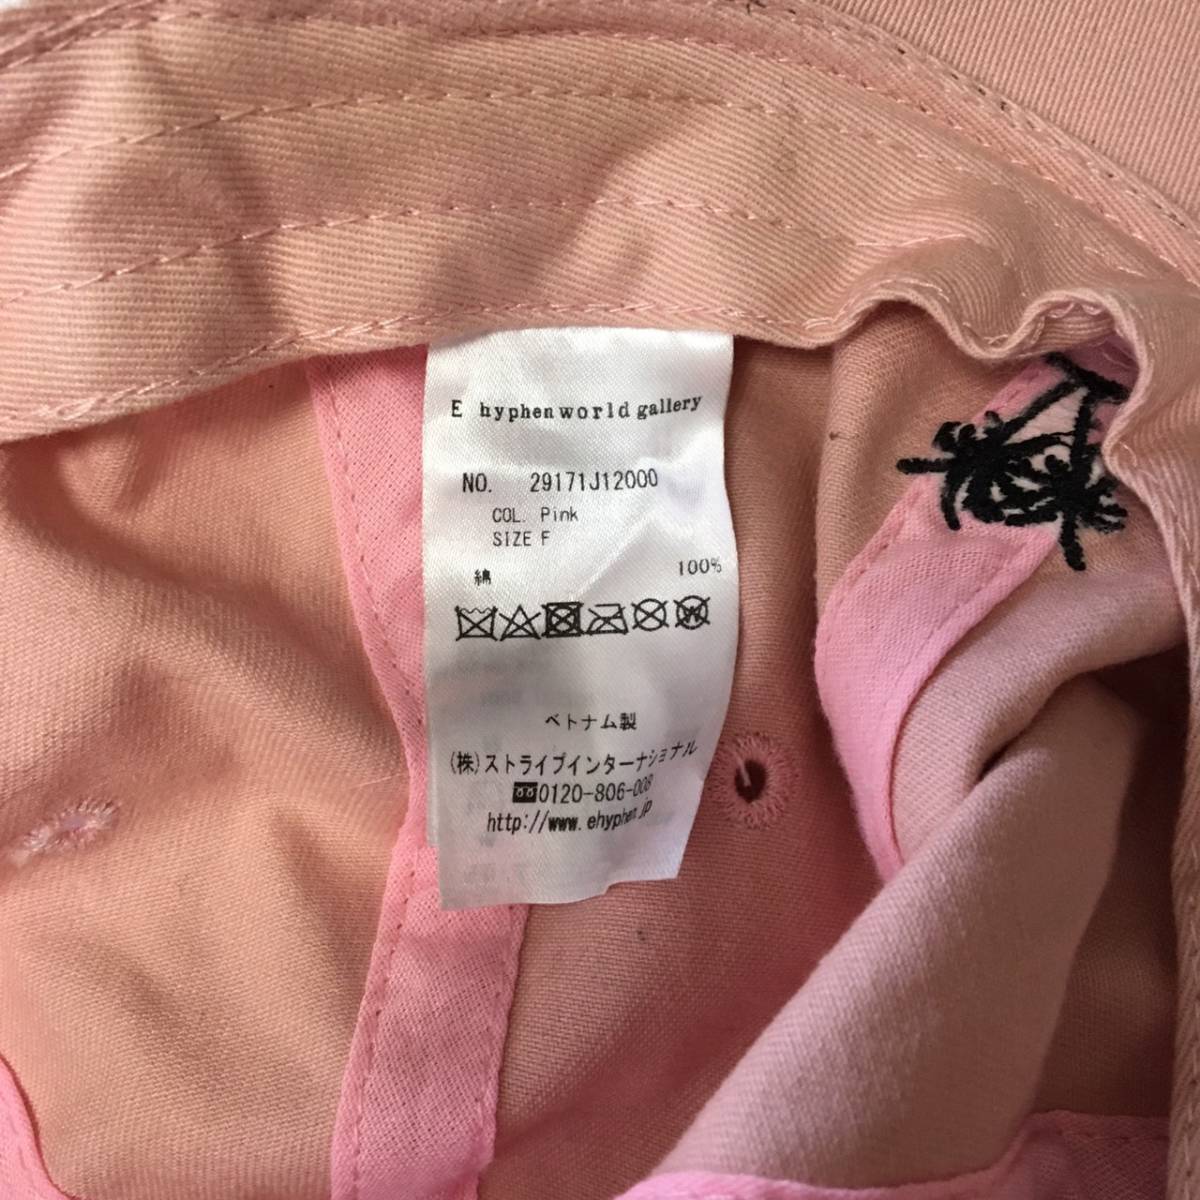 E hyphen world gallery
NO. 29171J12000
COL. Pink
SIZE F
綿 100%
ベトナム製
(株)ストライプインターナショナル
0120-806-008
http://www.ehyphen.jp